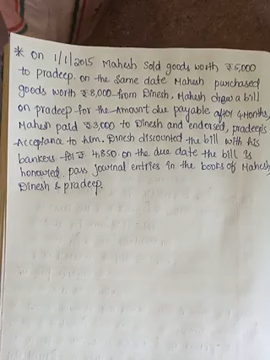 * On 1/1/2015 Mahesh sold goods worth ₹5,000
to pradeep. on the same date Mahesh purchased
goods worth ₹8,000 from Dinesh. Mahesh draw a bill
on pradeep for the Amount due payable after 4 Months,
Mahesh paid ₹3,000 to Dinesh and endorsed, pradeep's
Acceptance to him. Dinesh discounted the bill with his
bankers for ₹ 4,850 on the due date the bill is
honoured, pass journal entries in the books of Mahesh,
Dinesh & pradeep.